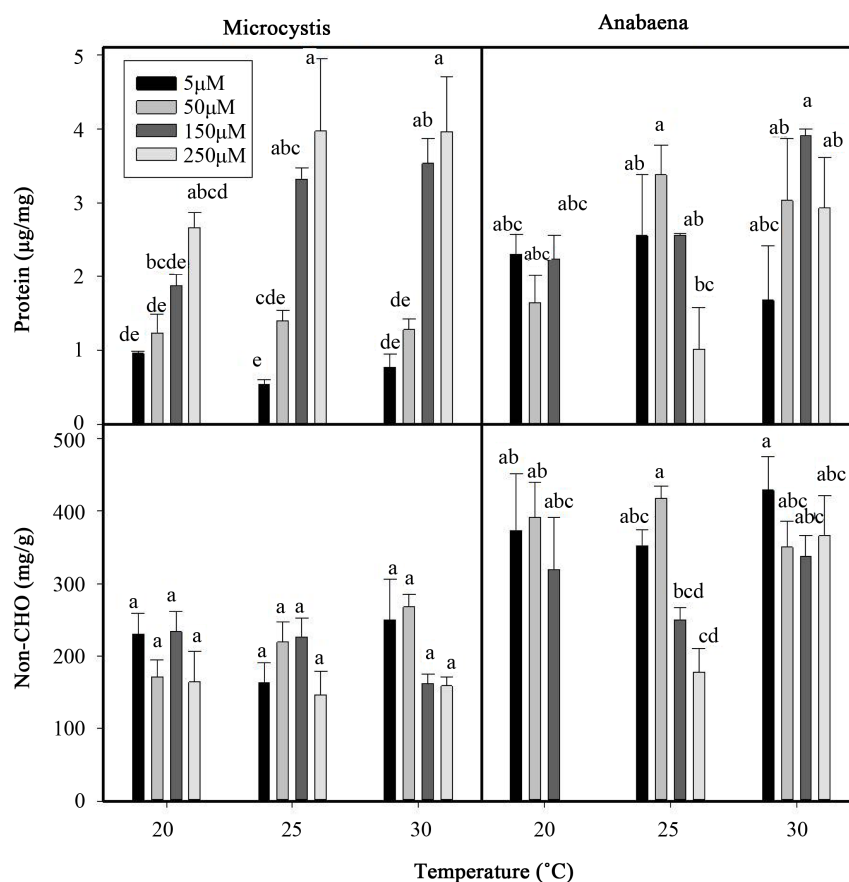 Microcystis Anabaena
5
5µM
50µM
150µM
250µM
4
3
2
1
0
Protein (µg/mg)
de de bcde abcd
e cde abc a
de de ab a
abc abc abc
ab a ab bc
abc ab a ab
500
400
300
200
100
0
Non-CHO (mg/g)
a a a a
a a a a
a a a a
ab ab abc
abc a bcd cd
a abc abc abc
20 25 30 20 25 30
Temperature (˚C)